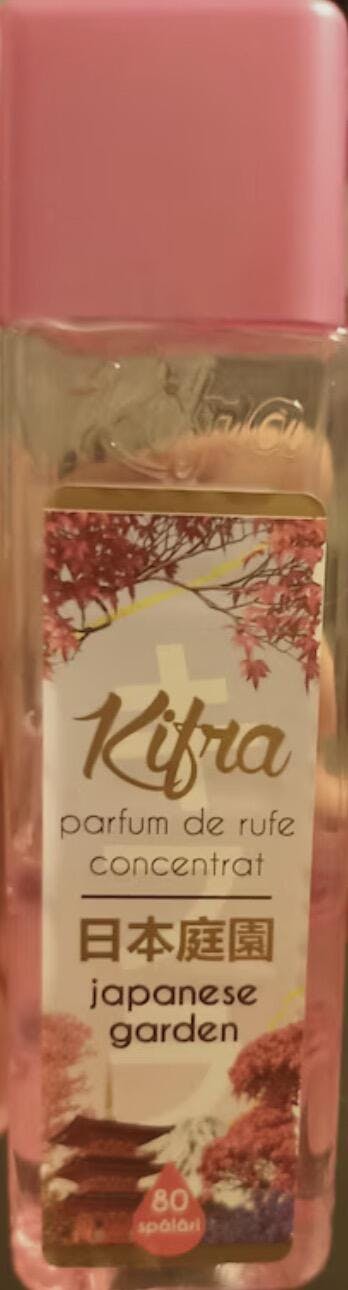 Kifra
parfum de rufe
concentrat
日本庭園
japanese
garden
80
spălări